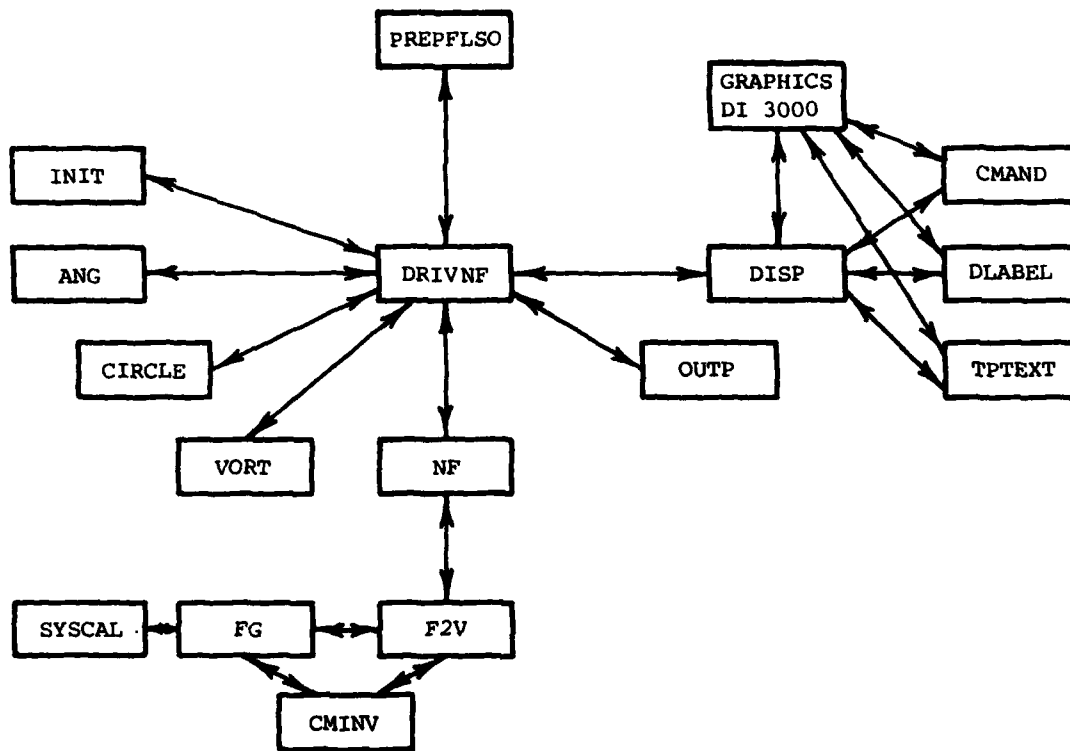 PREPFLSO
GRAPHICS
DI 3000
INIT
CMAND
ANG
DRIVNF
DISP
DLABEL
CIRCLE
OUTP
TPTEXT
VORT
NF
SYSCAL
FG
F2V
CMINV